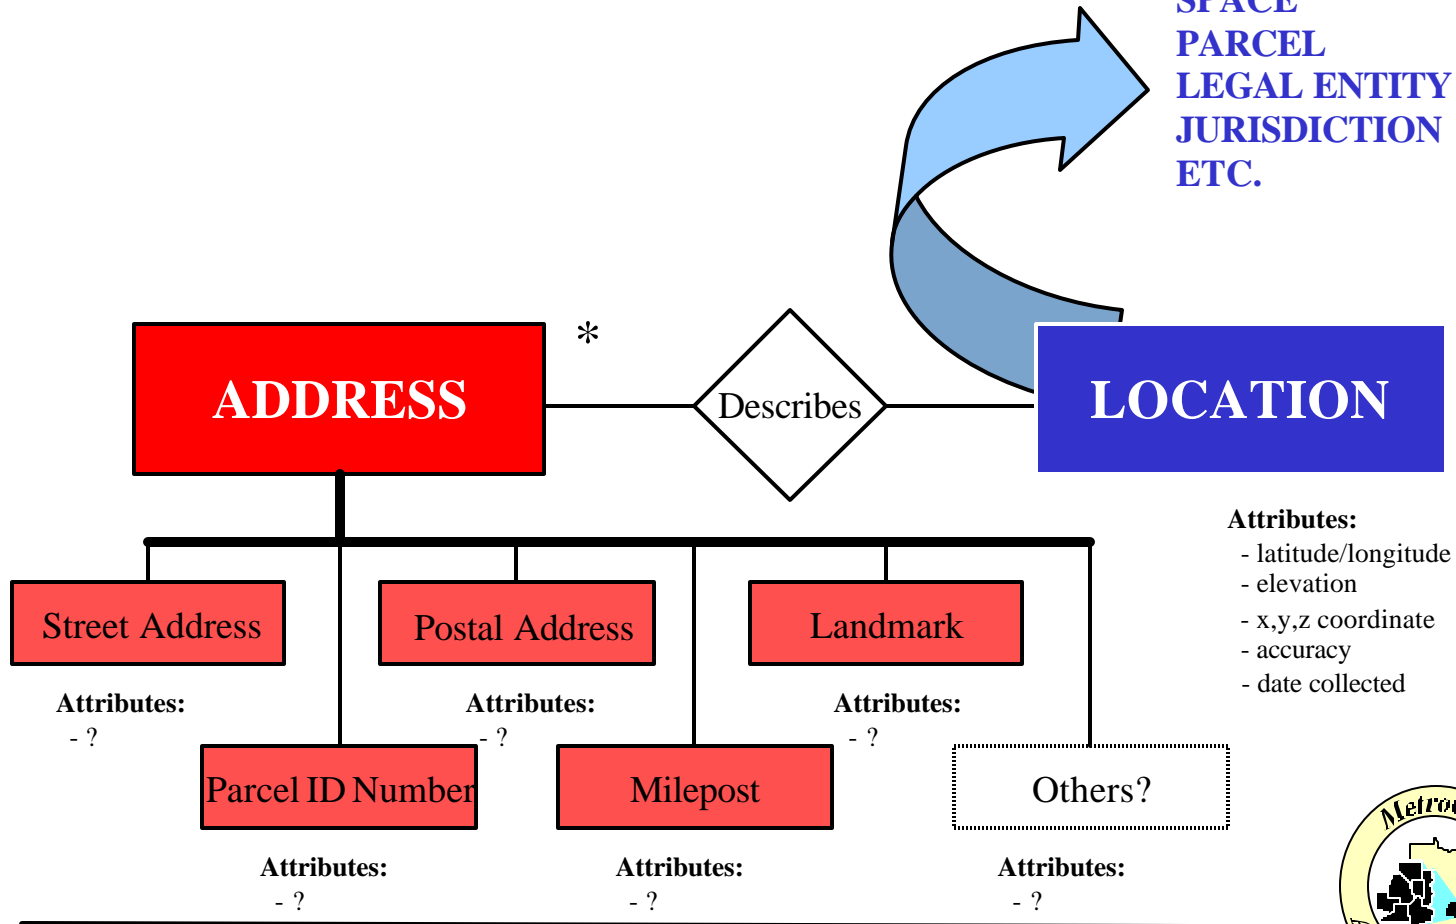 SPACE
PARCEL
LEGAL ENTITY
JURISDICTION
ETC.
*
ADDRESS
Describes
LOCATION
Attributes:
- latitude/longitude
- elevation
- x,y,z coordinate
- accuracy
- date collected
Street Address
Postal Address
Landmark
Attributes:
- ?
Attributes:
- ?
Attributes:
- ?
Parcel ID Number
Milepost
Others?
Attributes:
- ?
Attributes:
- ?
Attributes:
- ?